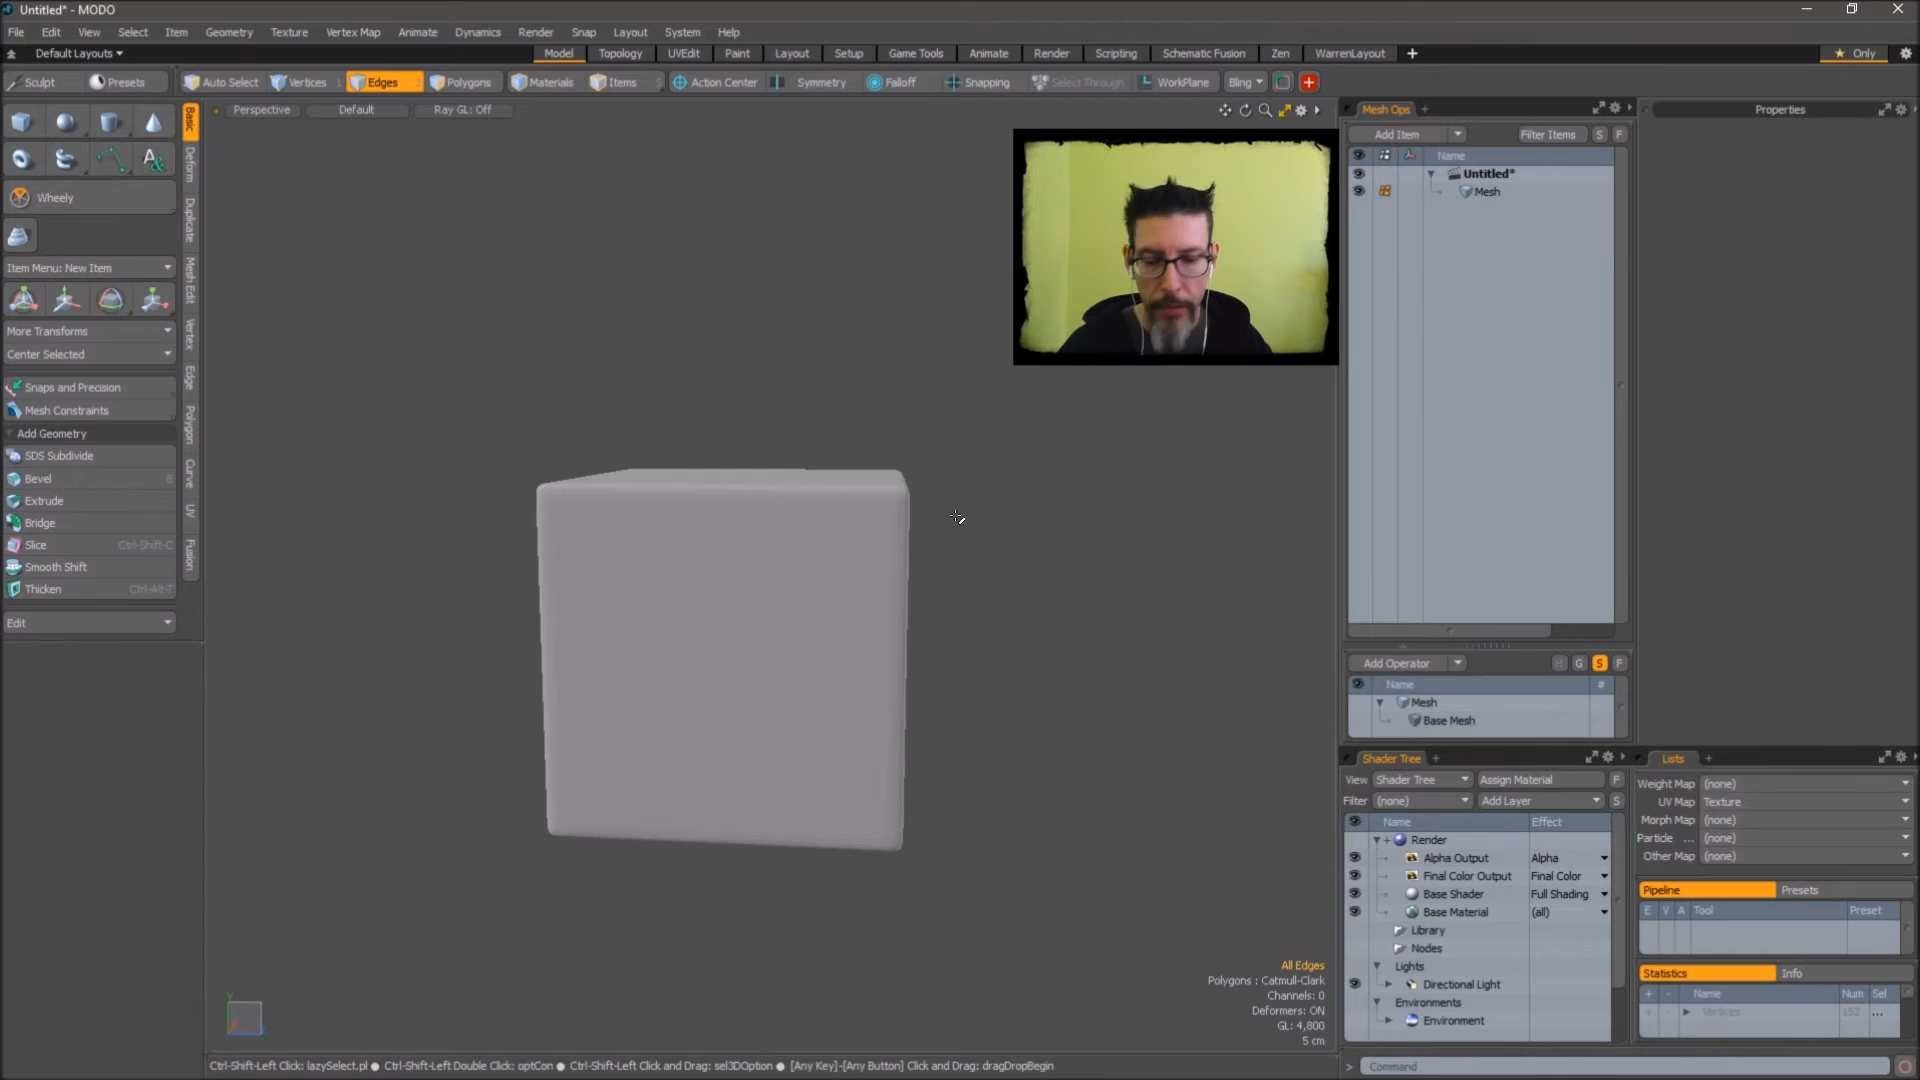 Untitled* - MODO
File Edit View Select Item Geometry Texture Vertex Map Animate Dynamics Render Snap Layout System Help
Default Layouts
Model Topology UVEdit Paint Layout Setup Game Tools Animate Render Scripting Schematic Fusion Zen WarrenLayout
Only
Sculpt Presets Auto Select Vertices Edges Polygons Materials Items Action Center Symmetry Falloff Snapping Select Through WorkPlane Bling
Perspective Default Ray GL: Off
Basic
Deform
Duplicate
Mesh Edit
Vertex
Edge
Polygon
Curve
UV
Fusion
Wheely
Item Menu: New Item
More Transforms
Center Selected
Snaps and Precision
Mesh Constraints
Add Geometry
SDS Subdivide
Bevel E
Extrude
Bridge
Slice Ctrl-Shift-C
Smooth Shift
Thicken Ctrl-Alt-T
Edit
All Edges
Polygons : Catmull-Clark
Channels: 0
Deformers: ON
GL: 4,800
5 cm
Ctrl-Shift-Left Click: lazySelect.pl ● Ctrl-Shift-Left Double Click: optCon ● Ctrl-Shift-Left Click and Drag: sel3DOption ● [Any Key]-[Any Button] Click and Drag: dragDropBegin
Mesh Ops
Add Item Filter Items S F
Name
Untitled*
Mesh
Add Operator H G S F
Name #
Mesh
Base Mesh
Shader Tree
View Shader Tree Assign Material F
Filter (none) Add Layer S
Name Effect
Render
Alpha Output Alpha
Final Color Output Final Color
Base Shader Full Shading
Base Material (all)
Library
Nodes
Lights
Directional Light
Environments
Environment
Properties
Lists
Weight Map (none)
UV Map Texture
Morph Map (none)
Particle ... (none)
Other Map (none)
Pipeline Presets
E V A Tool Preset
Statistics Info
Name Num Sel
Vertices 152 ...
Command